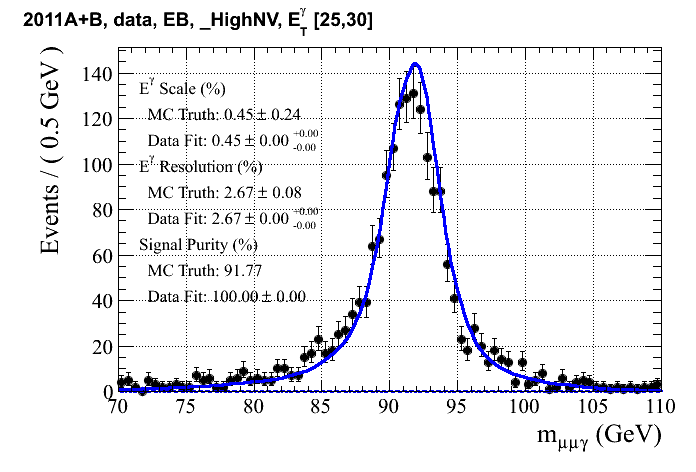 2011A+B, data, EB, _HighNV, E_T^γ [25,30]
Events / ( 0.5 GeV )
140
120
100
80
60
40
20
0
E^γ Scale (%)
MC Truth: 0.45 ± 0.24
Data Fit: 0.45 ± 0.00 +0.00 -0.00
E^γ Resolution (%)
MC Truth: 2.67 ± 0.08
Data Fit: 2.67 ± 0.00 +0.00 -0.00
Signal Purity (%)
MC Truth: 91.77
Data Fit: 100.00 ± 0.00
70 75 80 85 90 95 100 105 110
m_μμγ (GeV)